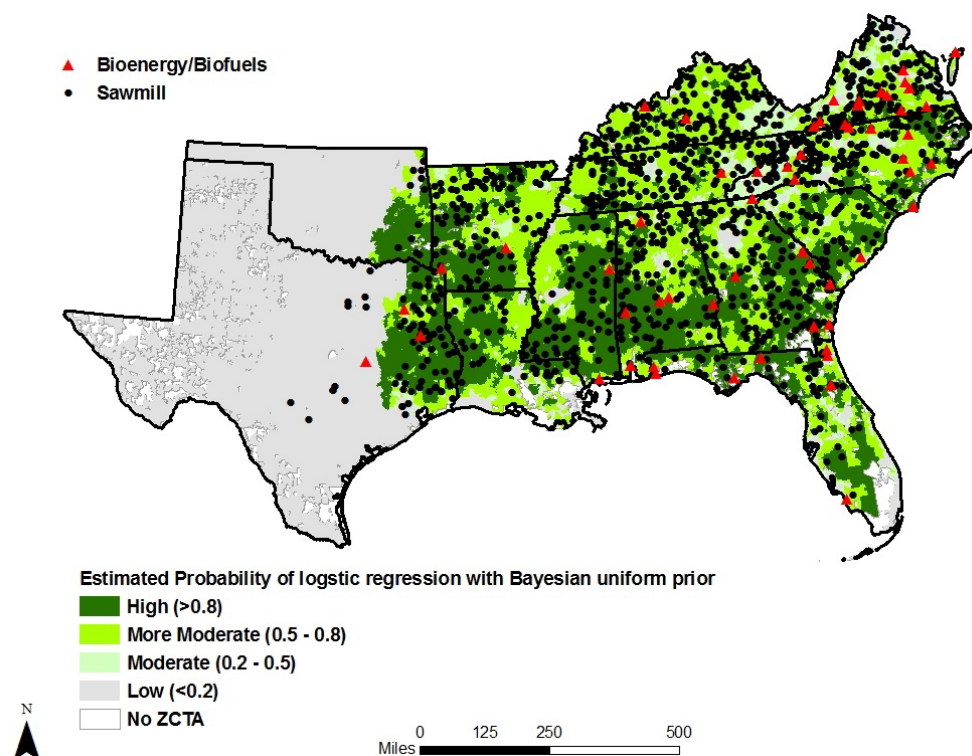 Bioenergy/Biofuels
Sawmill
Estimated Probability of logstic regression with Bayesian uniform prior
High (>0.8)
More Moderate (0.5 - 0.8)
Moderate (0.2 - 0.5)
Low (<0.2)
No ZCTA
N
0 125 250 500
Miles